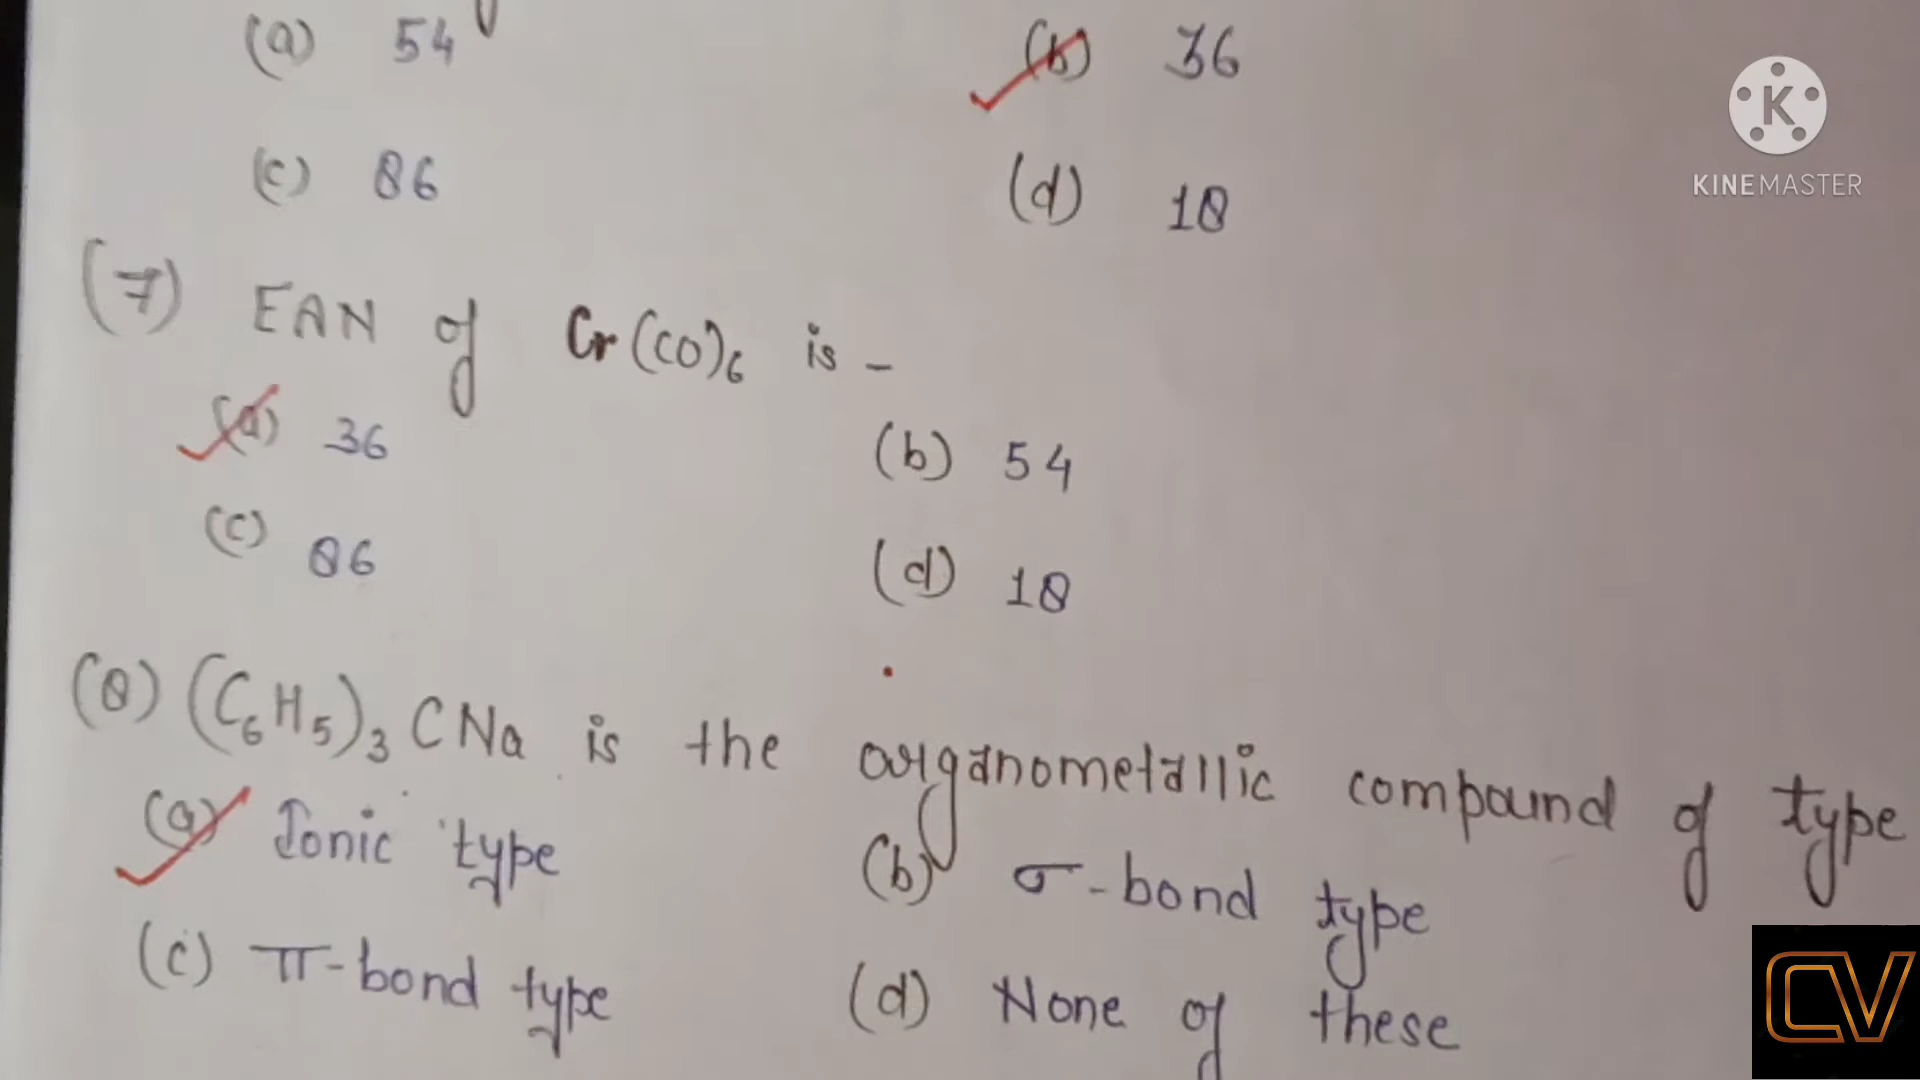 (a) 54 (b) 36
(c) 86 (d) 18
KINEMASTER
(7) EAN of Cr(CO)₆ is -
(a) 36 (b) 54
(c) 86 (d) 18
(8) (C₆H₅)₃CNa is the organometallic compound of type
(a) Ionic type (b) σ-bond type
(c) π-bond type (d) None of these
CV